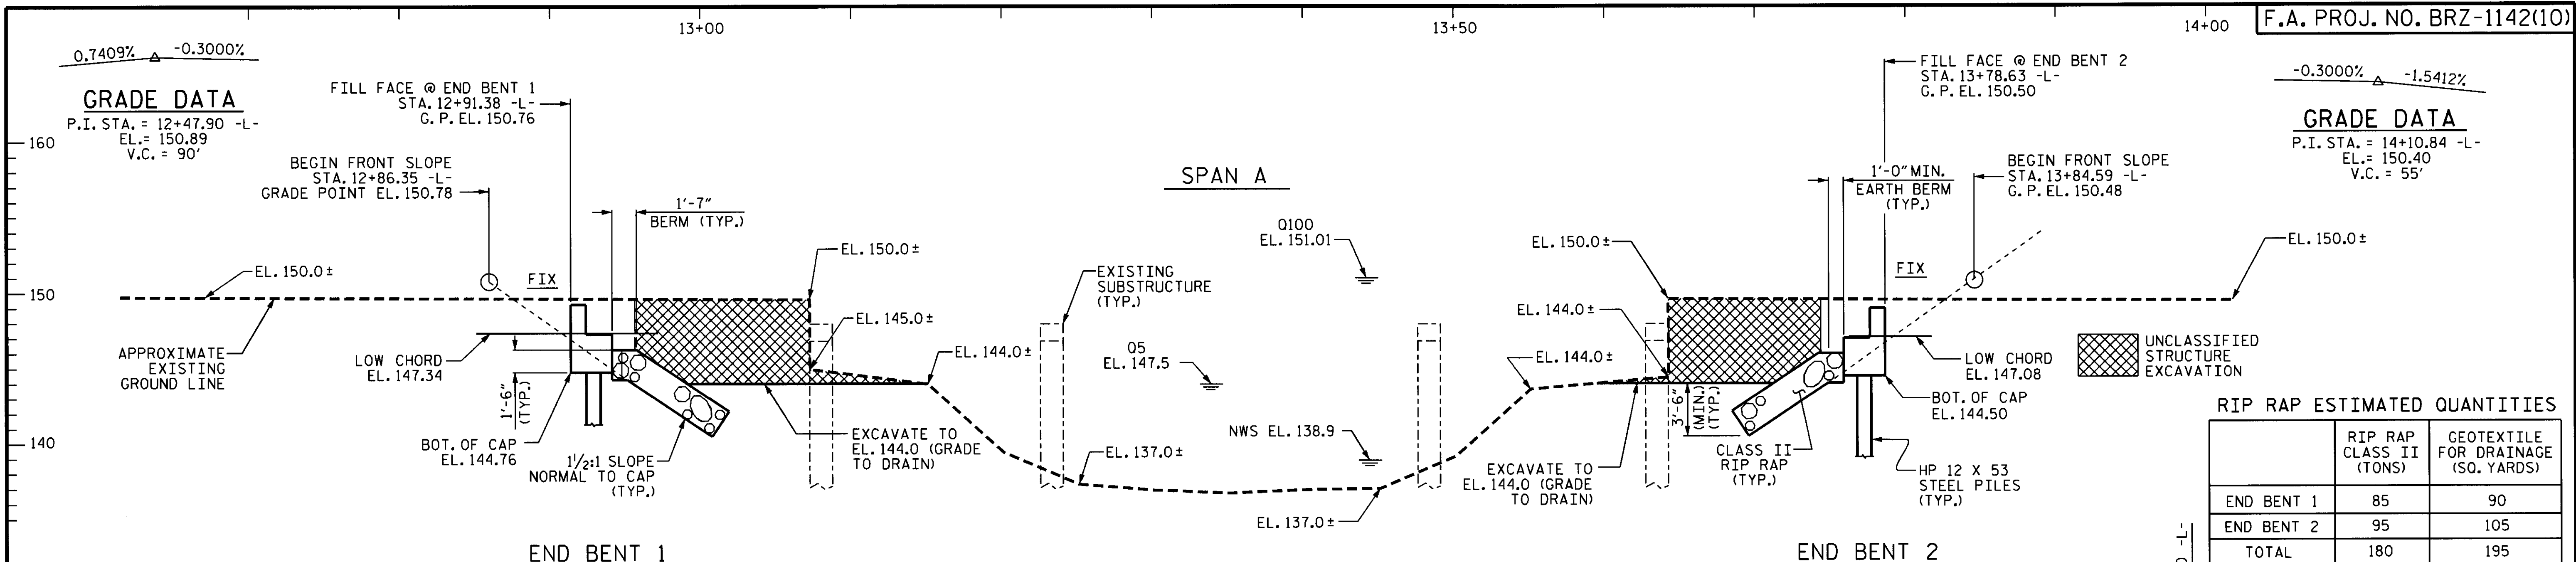 13+00
13+50
14+00
F.A. PROJ. NO. BRZ-1142(10)
0.7409% -0.3000%
GRADE DATA
P.I. STA. = 12+47.90 -L-
EL.= 150.89
V.C. = 90'
FILL FACE @ END BENT 1
STA. 12+91.38 -L-
G. P. EL. 150.76
BEGIN FRONT SLOPE
STA. 12+86.35 -L-
GRADE POINT EL. 150.78
SPAN A
FILL FACE @ END BENT 2
STA. 13+78.63 -L-
G. P. EL. 150.50
BEGIN FRONT SLOPE
STA. 13+84.59 -L-
G. P. EL. 150.48
-0.3000% -1.5412%
GRADE DATA
P.I. STA. = 14+10.84 -L-
EL.= 150.40
V.C. = 55'
160
150
140
1'-7"
BERM (TYP.)
1'-0" MIN.
EARTH BERM
(TYP.)
EL. 150.0±
FIX
EL. 150.0±
EXISTING
SUBSTRUCTURE
(TYP.)
Q100
EL. 151.01
EL. 150.0±
FIX
EL. 150.0±
APPROXIMATE
EXISTING
GROUND LINE
LOW CHORD
EL. 147.34
1'-6"
(TYP.)
BOT. OF CAP
EL. 144.76
1½:1 SLOPE
NORMAL TO CAP
(TYP.)
EL. 145.0±
EL. 144.0±
EXCAVATE TO
EL. 144.0 (GRADE
TO DRAIN)
Q5
EL. 147.5
EL. 137.0±
NWS EL. 138.9
EL. 137.0±
EL. 144.0±
EL. 144.0±
EXCAVATE TO
EL. 144.0 (GRADE
TO DRAIN)
3'-6"
(MIN.)
(TYP.)
CLASS II
RIP RAP
(TYP.)
LOW CHORD
EL. 147.08
BOT. OF CAP
EL. 144.50
HP 12 X 53
STEEL PILES
(TYP.)
UNCLASSIFIED
STRUCTURE
EXCAVATION
END BENT 1
END BENT 2
RIP RAP ESTIMATED QUANTITIES
RIP RAP
CLASS II
(TONS)
GEOTEXTILE
FOR DRAINAGE
(SQ. YARDS)
END BENT 1 85 90
END BENT 2 95 105
TOTAL 180 195
-L-